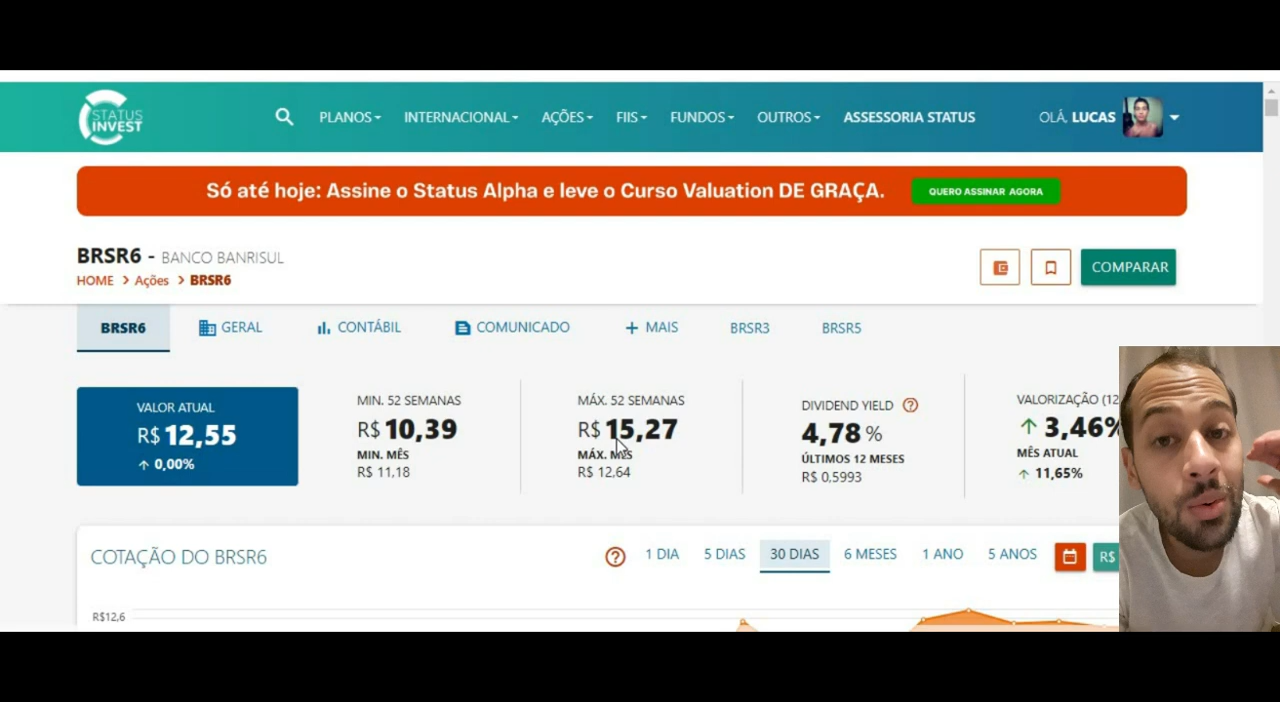 STATUS
INVEST
PLANOS
INTERNACIONAL
AÇÕES
FIIS
FUNDOS
OUTROS
ASSESSORIA STATUS
OLÁ, LUCAS
Só até hoje: Assine o Status Alpha e leve o Curso Valuation DE GRAÇA.
QUERO ASSINAR AGORA
BRSR6 - BANCO BANRISUL
HOME > Ações > BRSR6
COMPARAR
BRSR6
GERAL
CONTÁBIL
COMUNICADO
+ MAIS
BRSR3
BRSR5
VALOR ATUAL
R$ 12,55
↑ 0,00%
MIN. 52 SEMANAS
R$ 10,39
MIN. MÊS
R$ 11,18
MÁX. 52 SEMANAS
R$ 15,27
MÁX. MÊS
R$ 12,64
DIVIDEND YIELD ?
4,78 %
ÚLTIMOS 12 MESES
R$ 0,5993
VALORIZAÇÃO (12
↑ 3,46%
MÊS ATUAL
↑ 11,65%
COTAÇÃO DO BRSR6
?
1 DIA
5 DIAS
30 DIAS
6 MESES
1 ANO
5 ANOS
R$
R$12,6